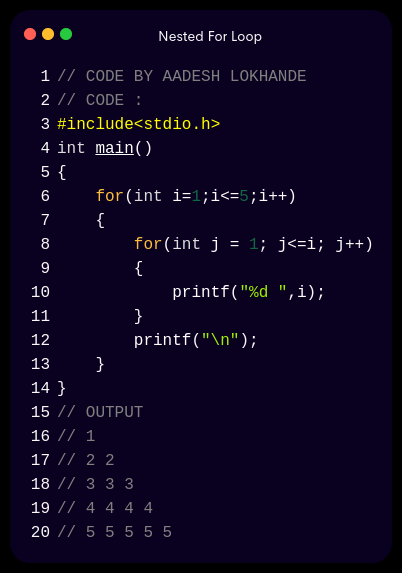 Nested For Loop
1 // CODE BY AADESH LOKHANDE
2 // CODE :
3 #include<stdio.h>
4 int main()
5 {
6     for(int i=1;i<=5;i++)
7     {
8         for(int j = 1; j<=i; j++)
9         {
10             printf("%d ",i);
11         }
12         printf("\n");
13     }
14 }
15 // OUTPUT
16 // 1
17 // 2 2
18 // 3 3 3
19 // 4 4 4 4
20 // 5 5 5 5 5